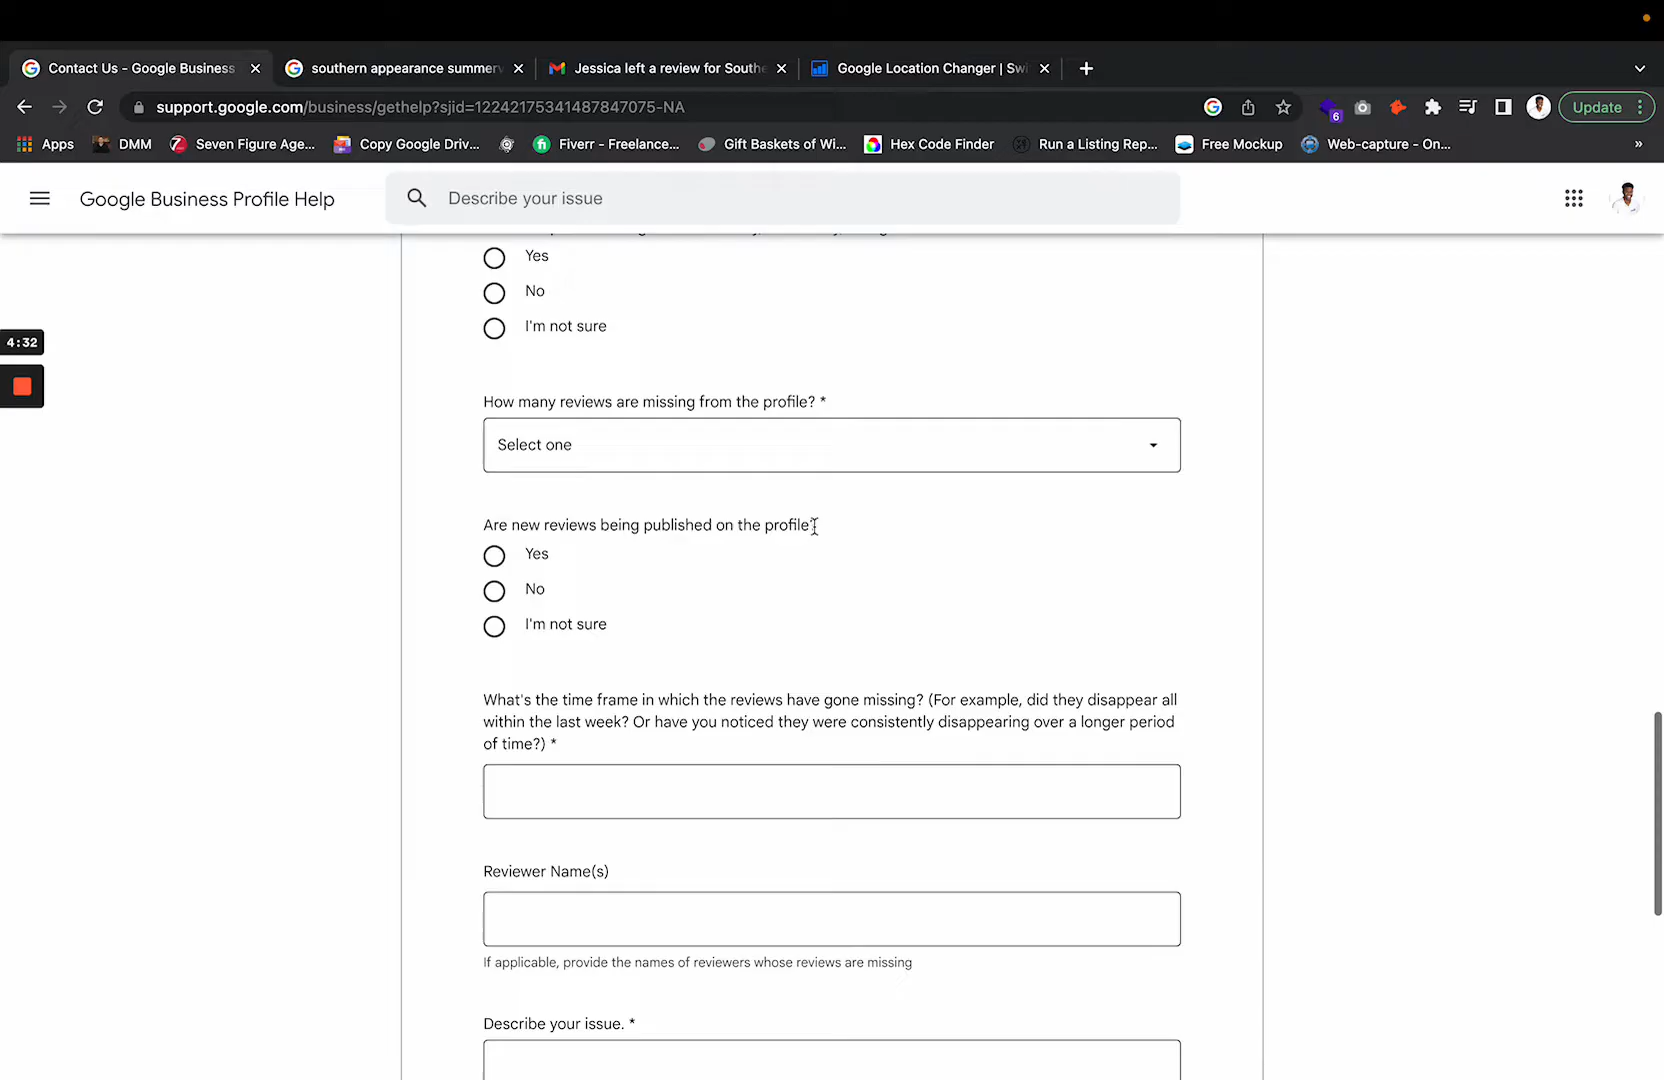 Contact Us - Google Business
southern appearance summerv
Jessica left a review for Southe
Google Location Changer | Swi
support.google.com/business/gethelp?sjid=12242175341487847075-NA
6
Update
Apps
DMM
Seven Figure Age...
Copy Google Driv...
Fiverr - Freelance...
Gift Baskets of Wi...
Hex Code Finder
Run a Listing Rep...
Free Mockup
Web-capture - On...
»
Google Business Profile Help
Describe your issue
Yes
No
I'm not sure
4:32
How many reviews are missing from the profile? *
Select one
Are new reviews being published on the profile
Yes
No
I'm not sure
What's the time frame in which the reviews have gone missing? (For example, did they disappear all
within the last week? Or have you noticed they were consistently disappearing over a longer period
of time?) *
Reviewer Name(s)
If applicable, provide the names of reviewers whose reviews are missing
Describe your issue. *